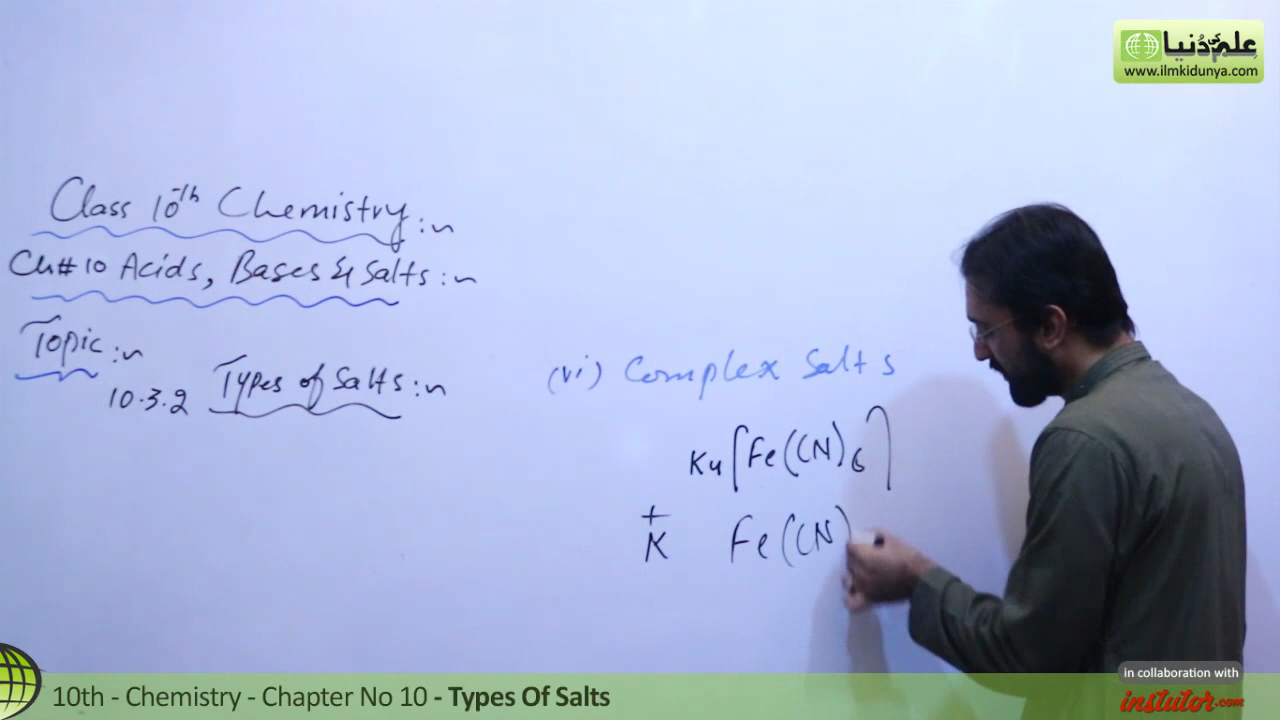 علم کی دُنیا
www.ilmkidunya.com
Class 10th Chemistry:~
Ch#10 Acids, Bases & Salts:~
Topic:~
10.3.2 Types of Salts:~
(vi) Complex Salts
K4[Fe(CN)6]
K+ Fe(CN)
10th - Chemistry - Chapter No 10 - Types Of Salts
in collaboration with
instutor.com